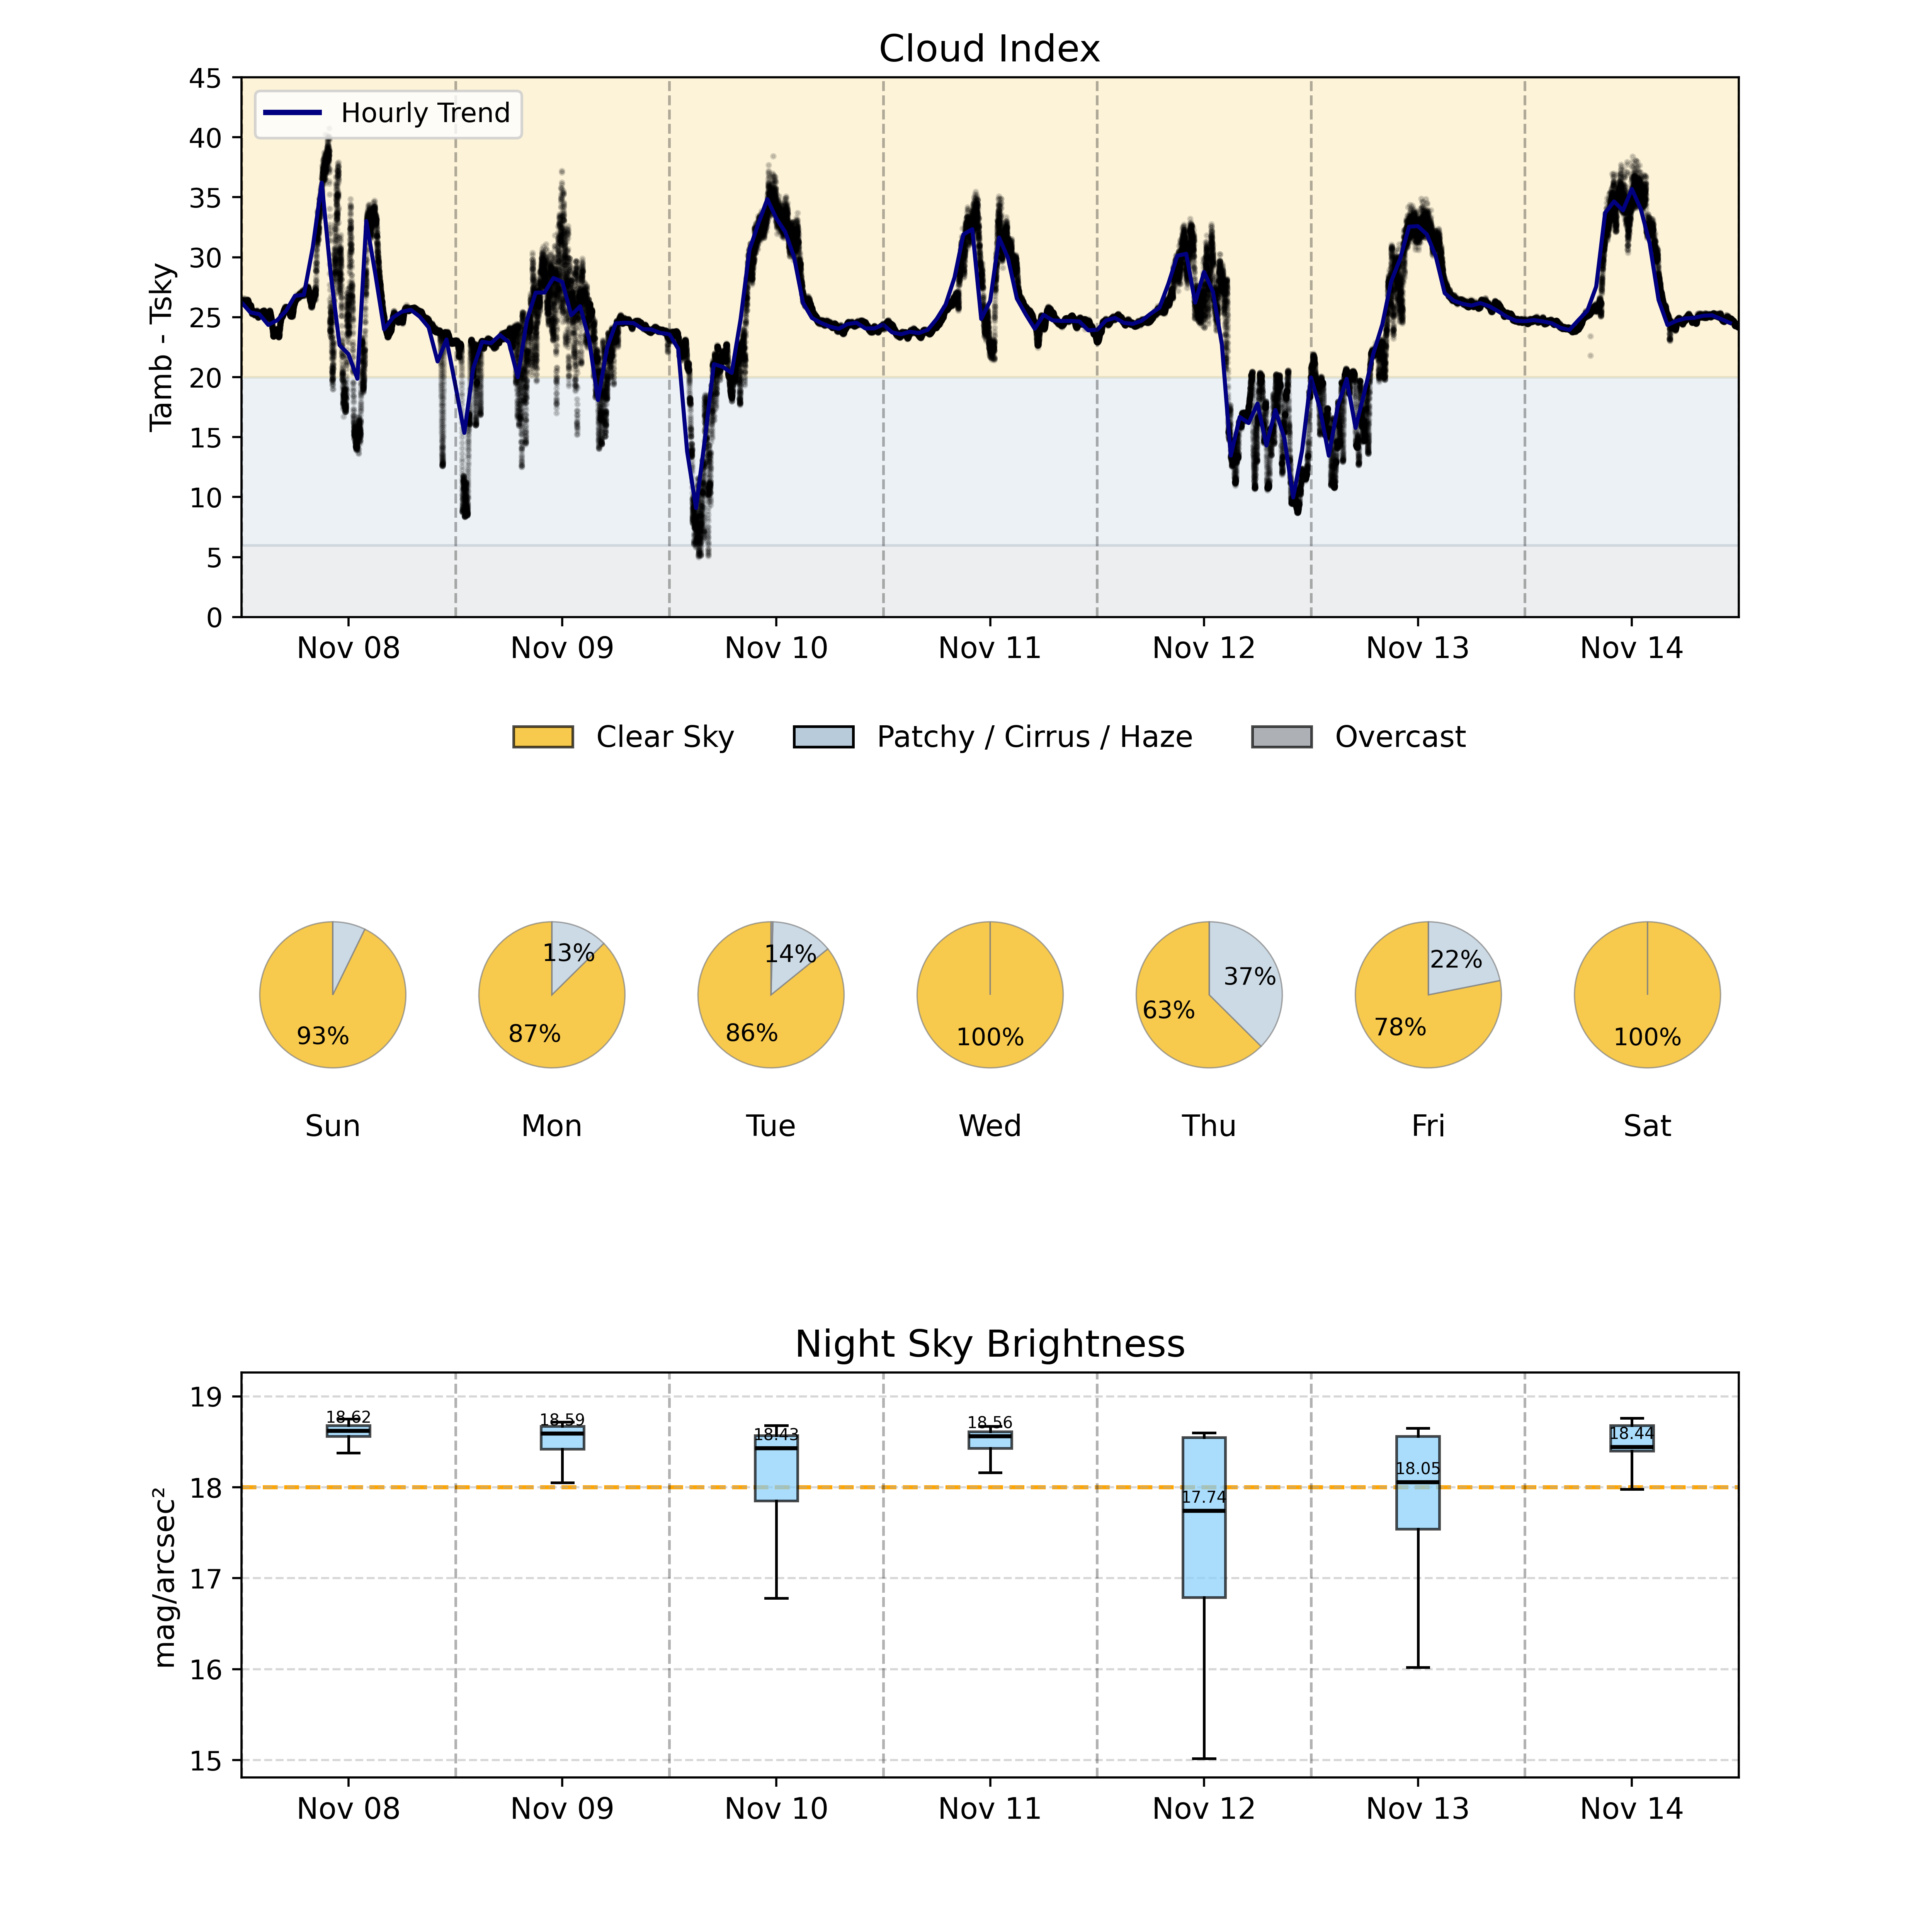 Cloud Index
45
Hourly Trend
40
35
30
25
20
15
10
5
0
Tamb - Tsky
Nov 08 Nov 09 Nov 10 Nov 11 Nov 12 Nov 13 Nov 14
Clear Sky Patchy / Cirrus / Haze Overcast
93% 13% 87% 14% 86% 100% 37% 63% 22% 78% 100%
Sun Mon Tue Wed Thu Fri Sat
Night Sky Brightness
19
18
17
16
15
mag/arcsec²
18.62 18.59 18.43 18.56 17.74 18.05 18.44
Nov 08 Nov 09 Nov 10 Nov 11 Nov 12 Nov 13 Nov 14